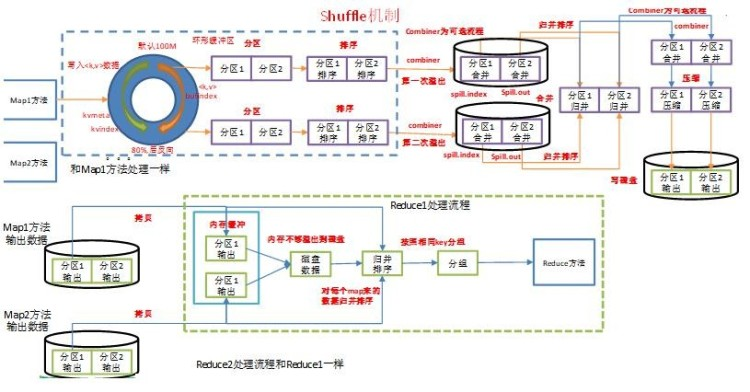 Shuffle机制
默认100M
环形缓冲区
分区
排序
Combiner为可选流程
归并排序
Combiner为可选流程
combiner
写入<k,v>数据
分区1 分区2
分区1 排序 分区2 排序
combiner
第一次溢出
分区1 合并 分区2 合并
spill.index
Spill.out
合并
分区1 合并 分区2 合并
压缩
Map1方法
<k,v>
bufindex
kvmeta
kvindex
分区
排序
分区1 归并 分区2 归并
分区1 压缩 分区2 压缩
分区1 分区2
分区1 排序 分区2 排序
combiner
第二次溢出
分区1 合并 分区2 合并
spill.index
Spill.out
归并排序
写磁盘
80%,后反向
Map2方法
和Map1方法处理一样
分区1 输出 分区2 输出
Reduce1处理流程
Map1方法
输出数据
拷贝
内存缓冲
分区1 输出
内存不够溢出到磁盘
按照相同key分组
分区1 输出 分区2 输出
分区1 输出
磁盘 数据
归并 排序
分组
Reduce方法
对每个map来的
数据归并排序
Map2方法
输出数据
拷贝
分区1 输出 分区2 输出
Reduce2处理流程和Reduce1一样